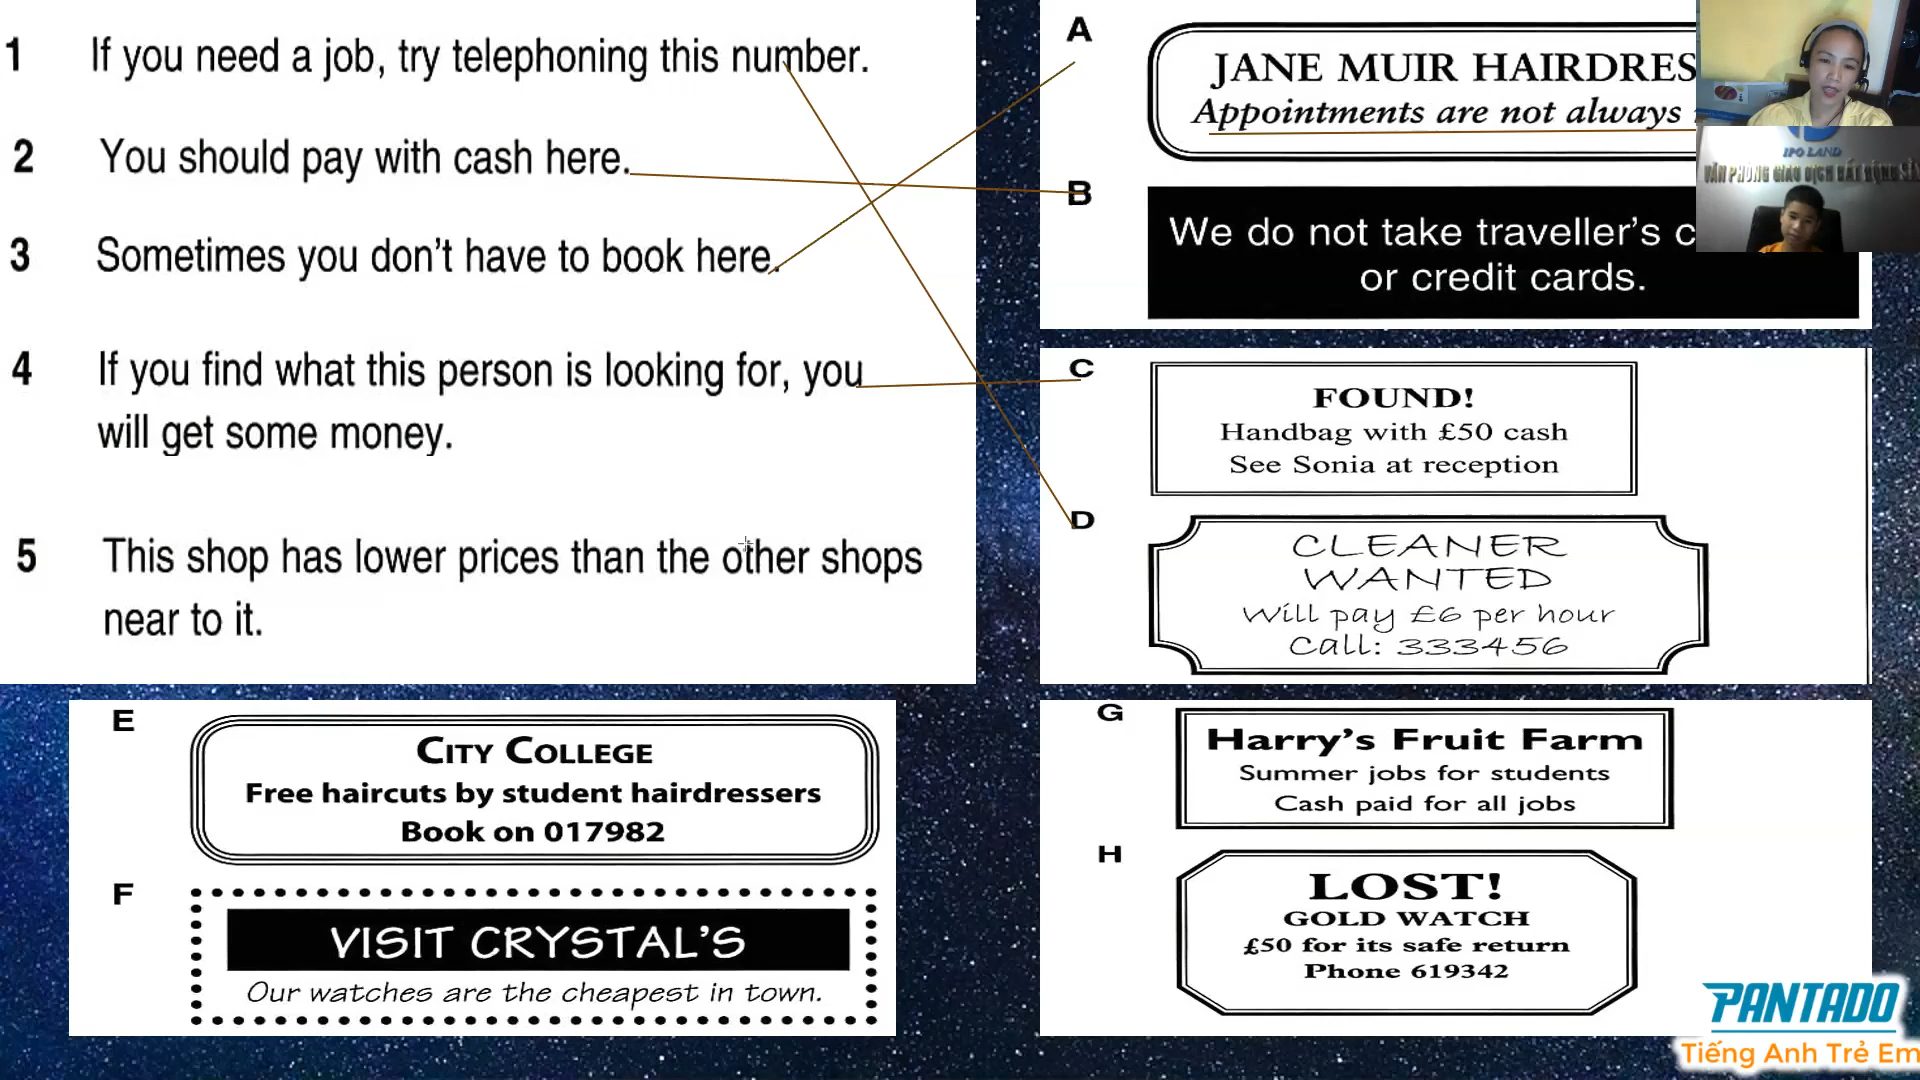 1 If you need a job, try telephoning this number.
2 You should pay with cash here.
3 Sometimes you don't have to book here.
4 If you find what this person is looking for, you
will get some money.
5 This shop has lower prices than the other shops
near to it.
A
JANE MUIR HAIRDRES
Appointments are not always
B
We do not take traveller's c
or credit cards.
C
FOUND!
Handbag with £50 cash
See Sonia at reception
D
CLEANER
WANTED
Will pay £6 per hour
Call: 333456
E
CITY COLLEGE
Free haircuts by student hairdressers
Book on 017982
F
VISIT CRYSTAL'S
Our watches are the cheapest in town.
G
Harry's Fruit Farm
Summer jobs for students
Cash paid for all jobs
H
LOST!
GOLD WATCH
£50 for its safe return
Phone 619342
IPO LAND
VĂN PHÒNG GIAO DỊCH BẤT ĐỘNG SẢ
PANTADO
Tiếng Anh Trẻ Em